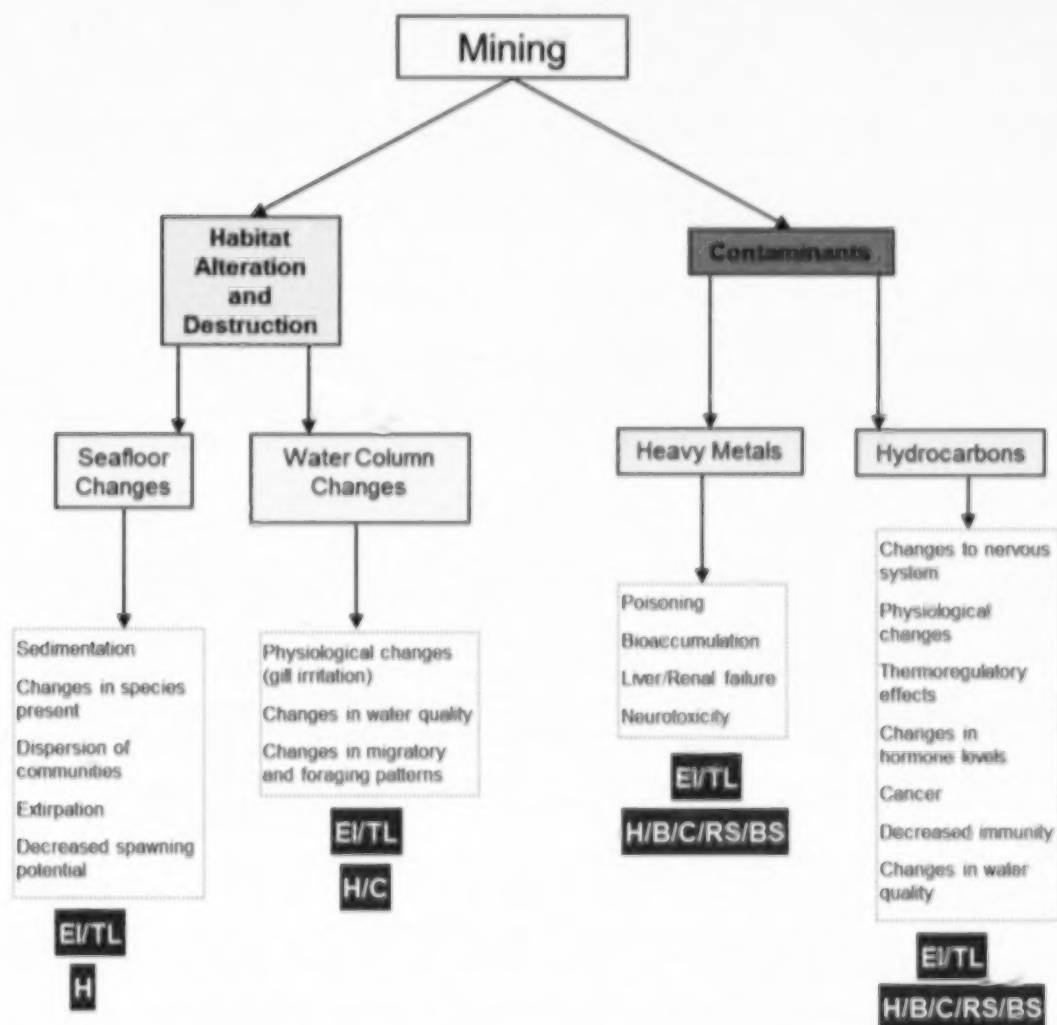 Mining
Habitat
Alteration
and
Destruction
Contaminants
Seafloor
Changes
Water Column
Changes
Heavy Metals
Hydrocarbons
Sedimentation
Changes in species
present
Dispersion of
communities
Extirpation
Decreased spawning
potential
EI/TL
H
Physiological changes
(gill irritation)
Changes in water quality
Changes in migratory
and foraging patterns
EI/TL
H/C
Poisoning
Bioaccumulation
Liver/Renal failure
Neurotoxicity
EI/TL
H/B/C/RS/BS
Changes to nervous
system
Physiological
changes
Thermoregulatory
effects
Changes in
hormone levels
Cancer
Decreased immunity
Changes in water
quality
EI/TL
H/B/C/RS/BS